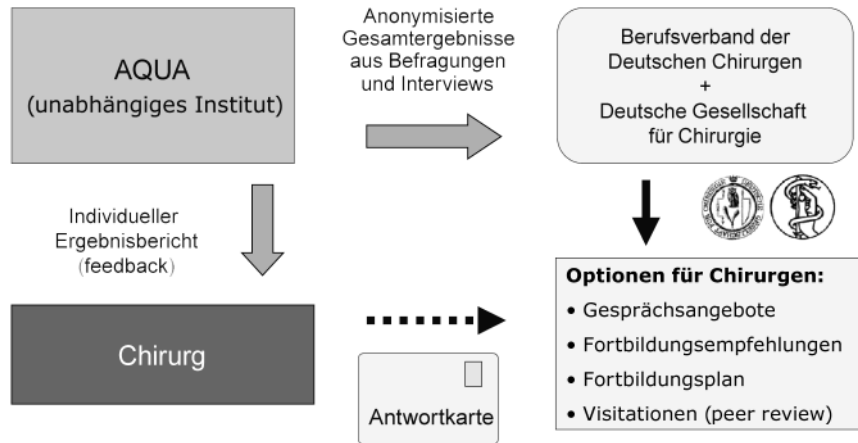 AQUA
(unabhängiges Institut)
Anonymisierte
Gesamtergebnisse
aus Befragungen
und Interviews
Berufsverband der
Deutschen Chirurgen
+
Deutsche Gesellschaft
für Chirurgie
Individueller
Ergebnisbericht
(feedback)
Chirurg
Antwortkarte
Optionen für Chirurgen:
• Gesprächsangebote
• Fortbildungsempfehlungen
• Fortbildungsplan
• Visitationen (peer review)